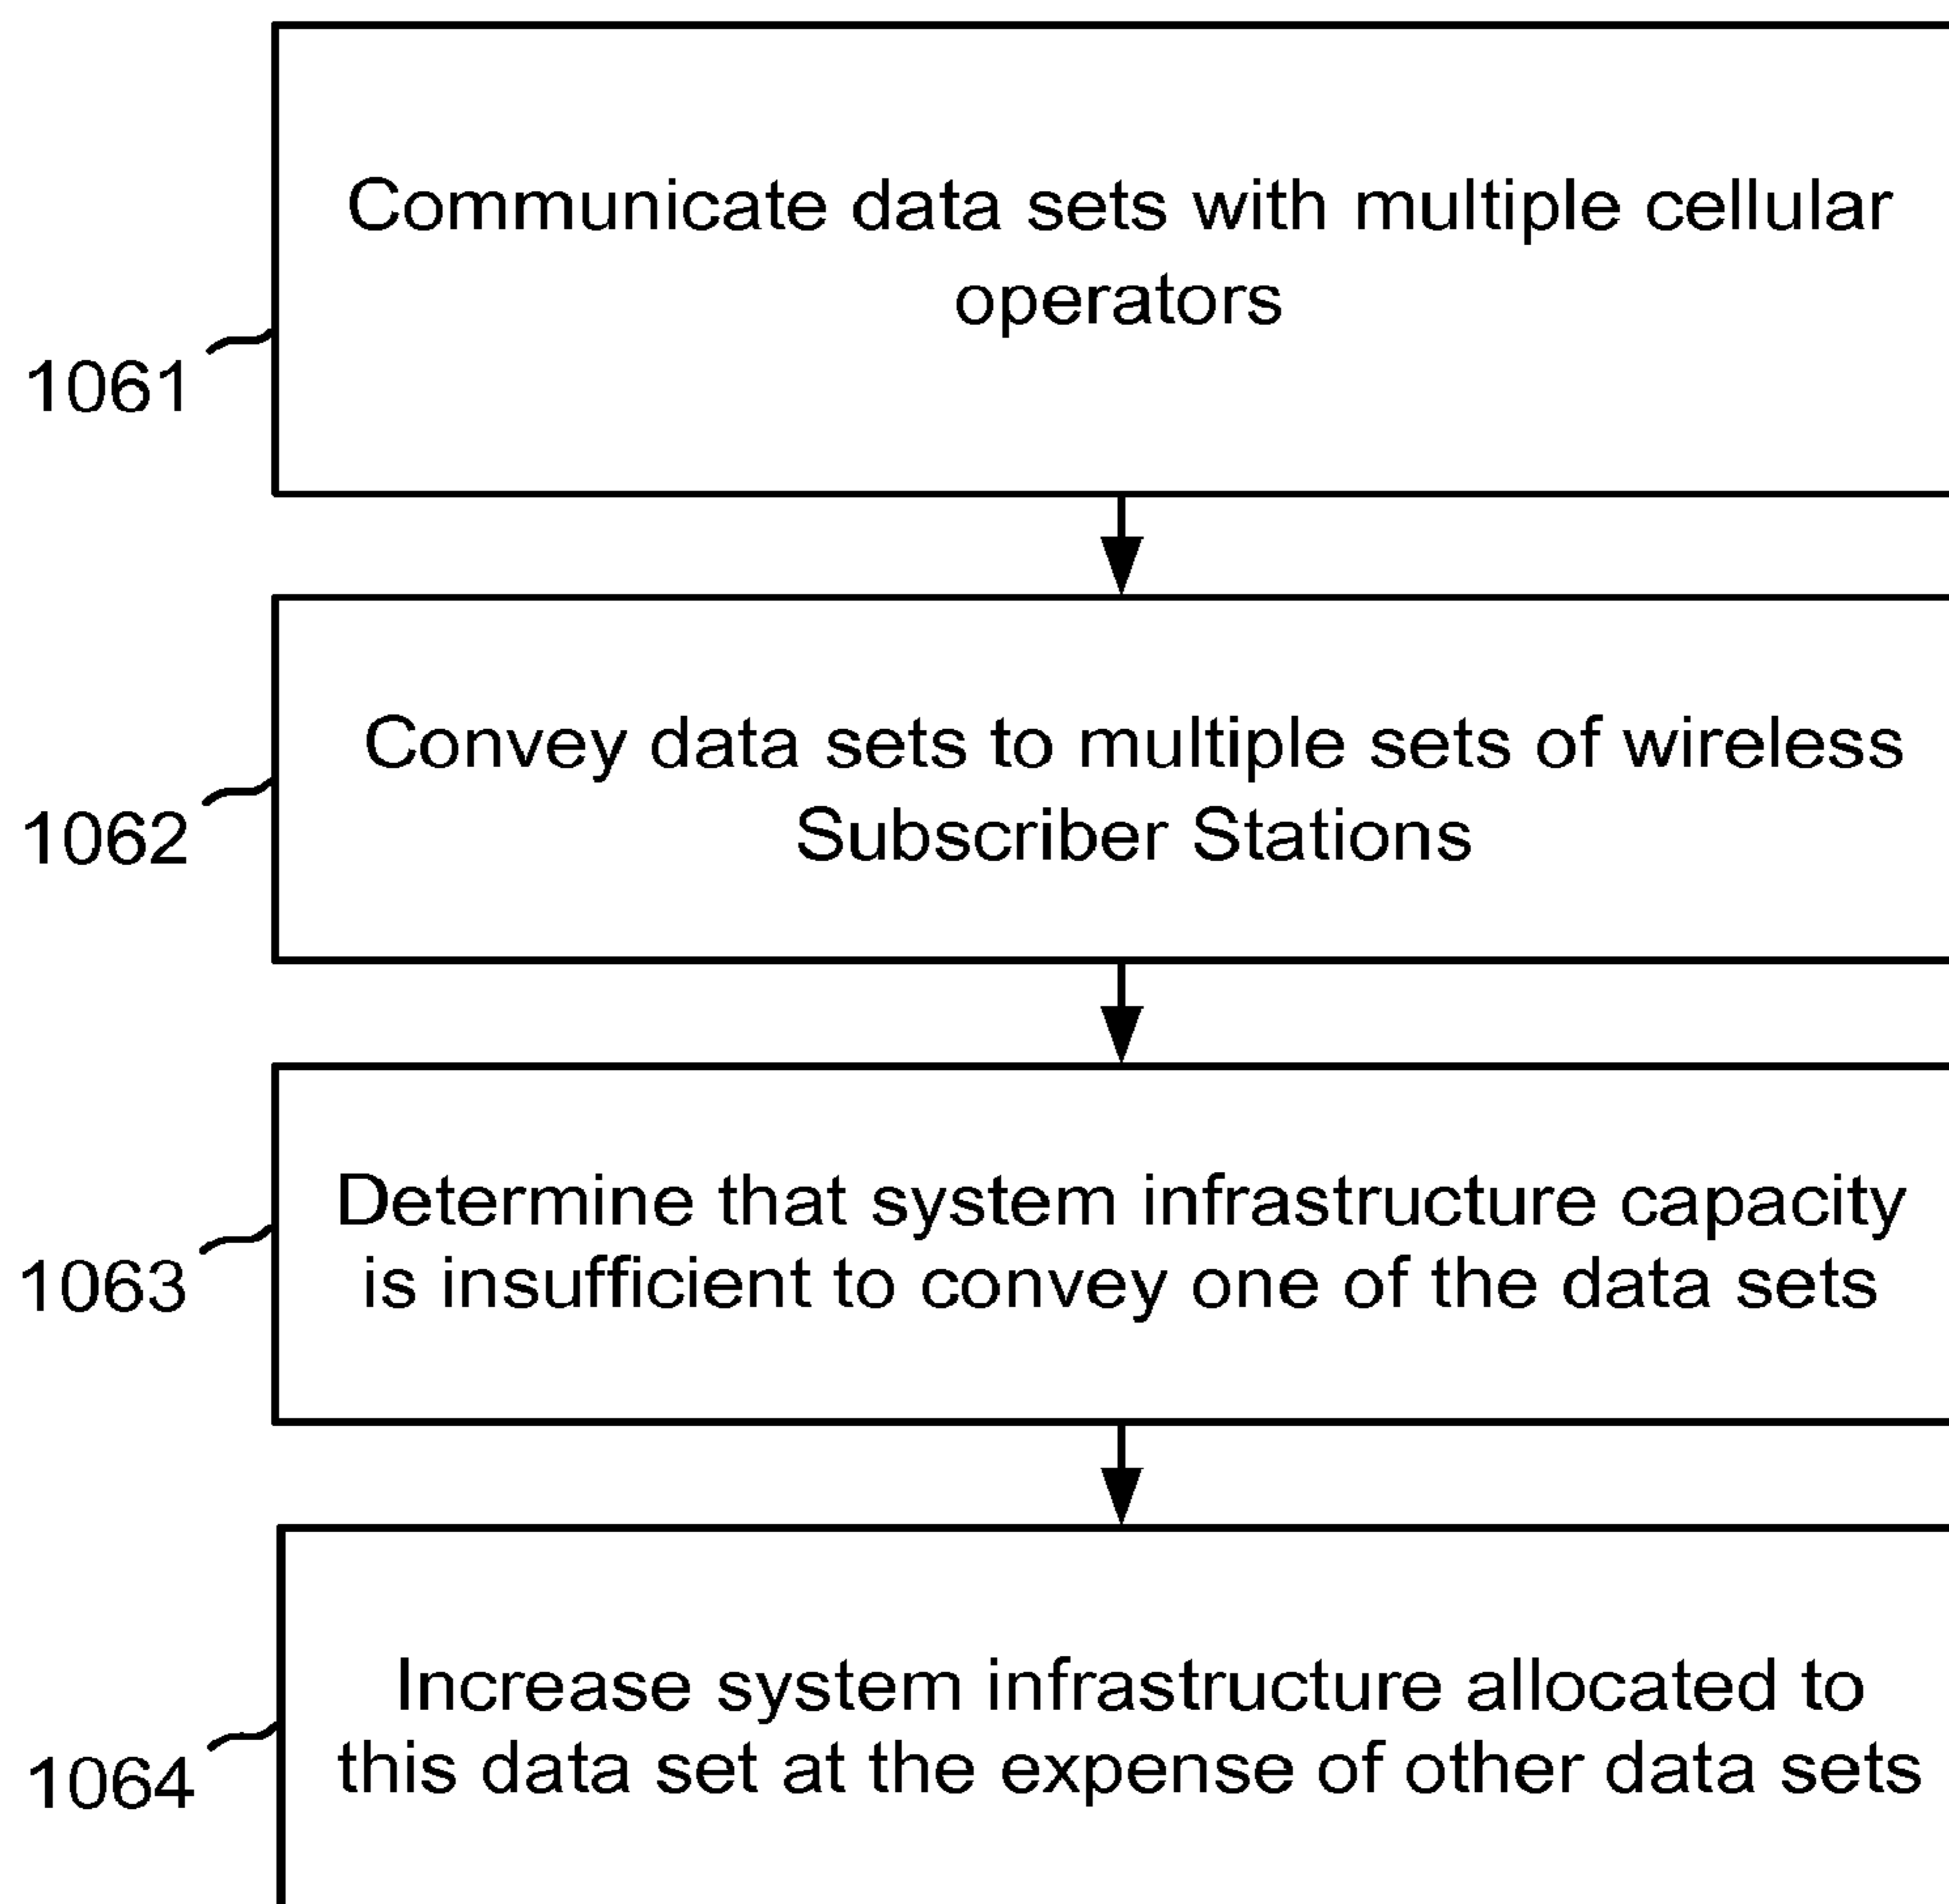 Communicate data sets with multiple cellular
operators
1061
Convey data sets to multiple sets of wireless
Subscriber Stations
1062
Determine that system infrastructure capacity
is insufficient to convey one of the data sets
1063
Increase system infrastructure allocated to
this data set at the expense of other data sets
1064